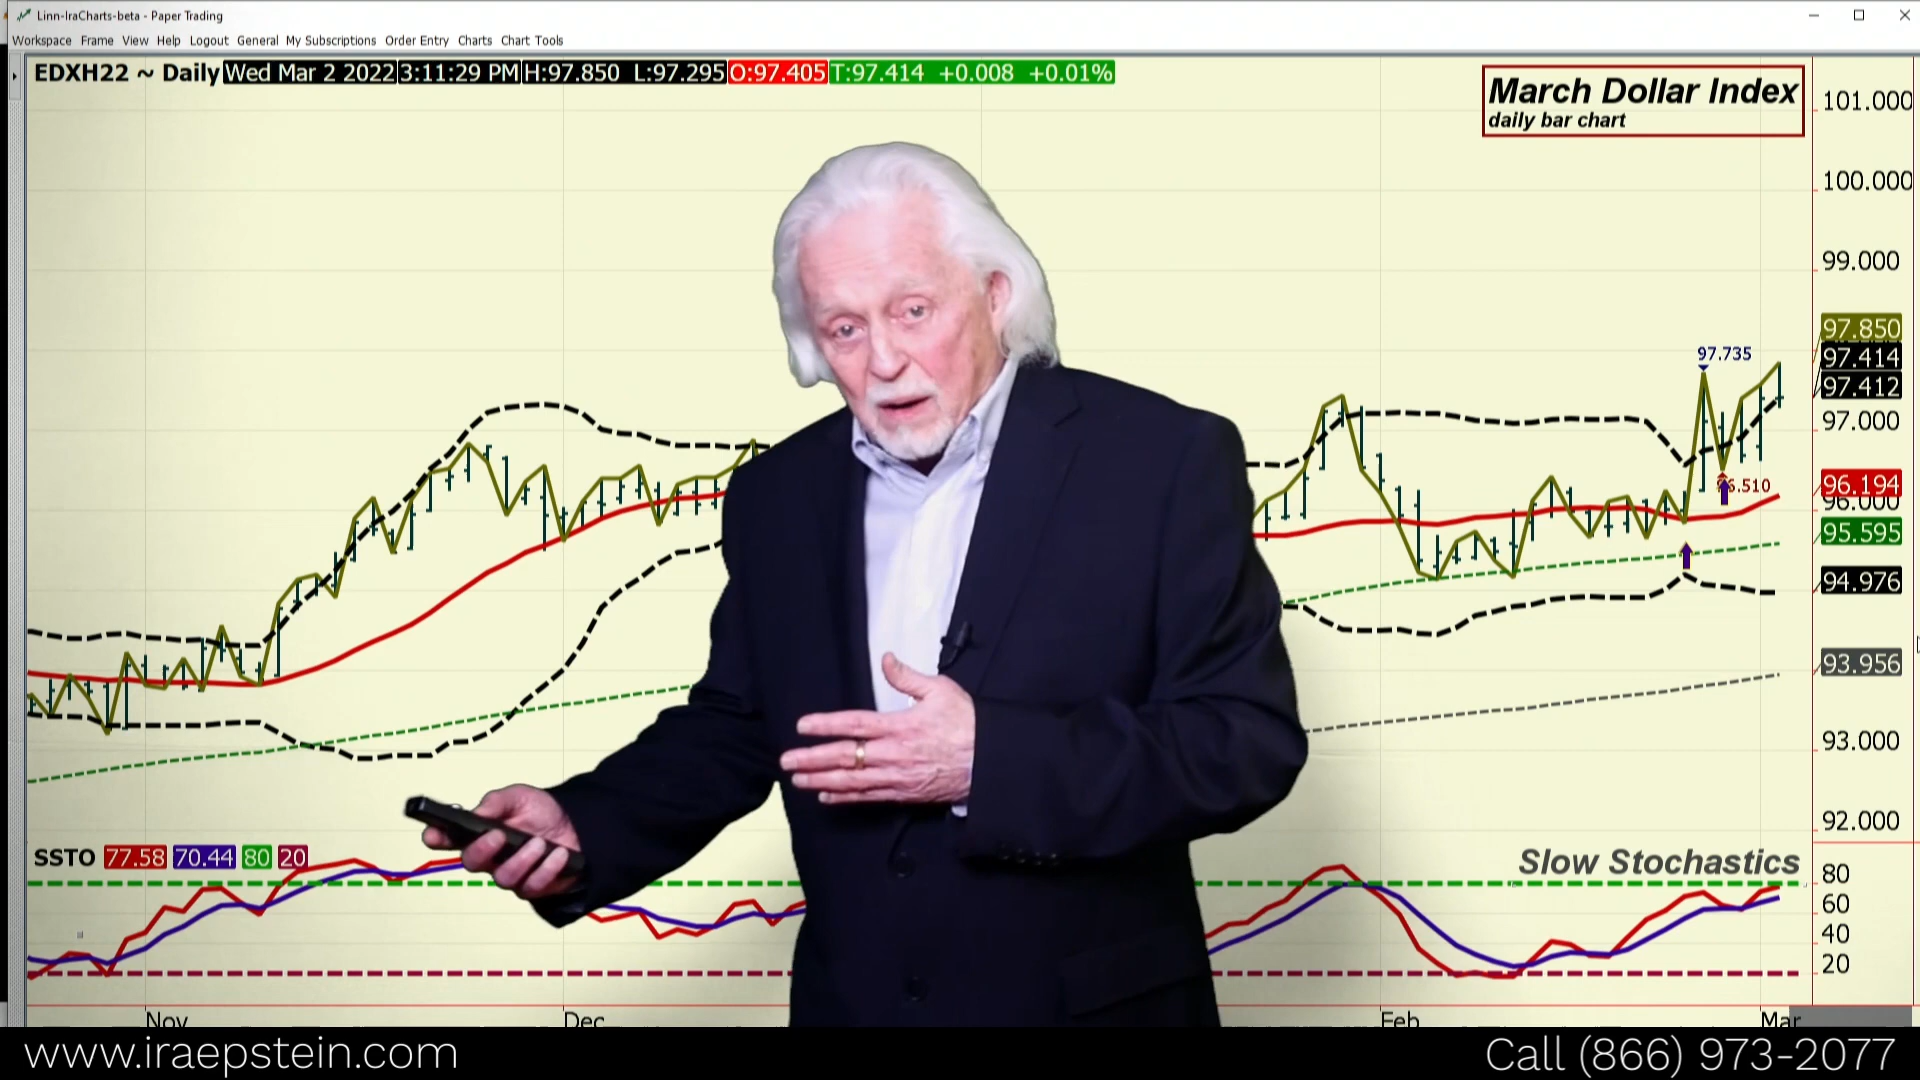 Linn-IraCharts-beta - Paper Trading
Workspace Frame View Help Logout General My Subscriptions Order Entry Charts Chart Tools
EDXH22 ~ Daily Wed Mar 2 2022 3:11:29 PM H:97.850 L:97.295 O:97.405 T:97.414 +0.008 +0.01%
March Dollar Index
daily bar chart
101.000
100.000
99.000
97.850
97.735
97.414
97.412
97.000
96.194
96.000
95.595
94.976
93.956
93.000
92.000
SSTO 77.58 70.44 80 20
Slow Stochastics
80
60
40
20
Nov Dec Feb Mar
www.iraepstein.com
Call (866) 973-2077